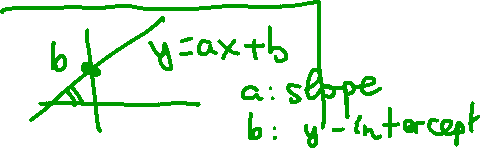 b y=ax+b
a: slope
b: y-intercept